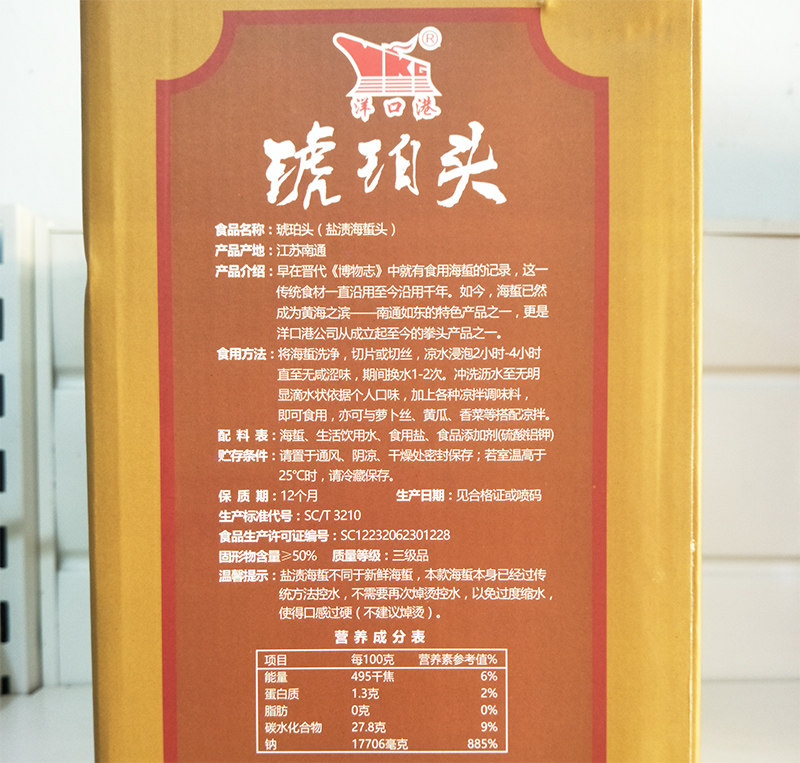 YKG®
洋口港
琥珀头
食品名称：琥珀头（盐渍海蜇头）
产品产地：江苏南通
产品介绍：早在晋代《博物志》中就有食用海蜇的记录，这一
传统食材一直沿用至今沿用千年。如今，海蜇已然
成为黄海之滨——南通如东的特色产品之一，更是
洋口港公司从成立起至今的拳头产品之一。
食用方法：将海蜇洗净，切片或切丝，凉水浸泡2小时-4小时
直至无咸涩味，期间换水1-2次。冲洗沥水至无明
显滴水状依据个人口味，加上各种凉拌调味料，
即可食用，亦可与萝卜丝、黄瓜、香菜等搭配凉拌。
配 料 表：海蜇、生活饮用水、食用盐、食品添加剂(硫酸铝钾)
贮存条件：请置于通风、阴凉、干燥处密封保存；若室温高于
25℃时，请冷藏保存。
保 质 期：12个月 生产日期：见合格证或喷码
生产标准代号：SC/T 3210
食品生产许可证编号：SC12232062301228
固形物含量≥50% 质量等级：三级品
温馨提示：盐渍海蜇不同于新鲜海蜇，本款海蜇本身已经过传
统方法控水，不需要再次焯烫控水，以免过度缩水，
使得口感过硬（不建议焯烫）。
营养成分表
项目 每100克 营养素参考值%
能量 495千焦 6%
蛋白质 1.3克 2%
脂肪 0克 0%
碳水化合物 27.8克 9%
钠 17706毫克 885%